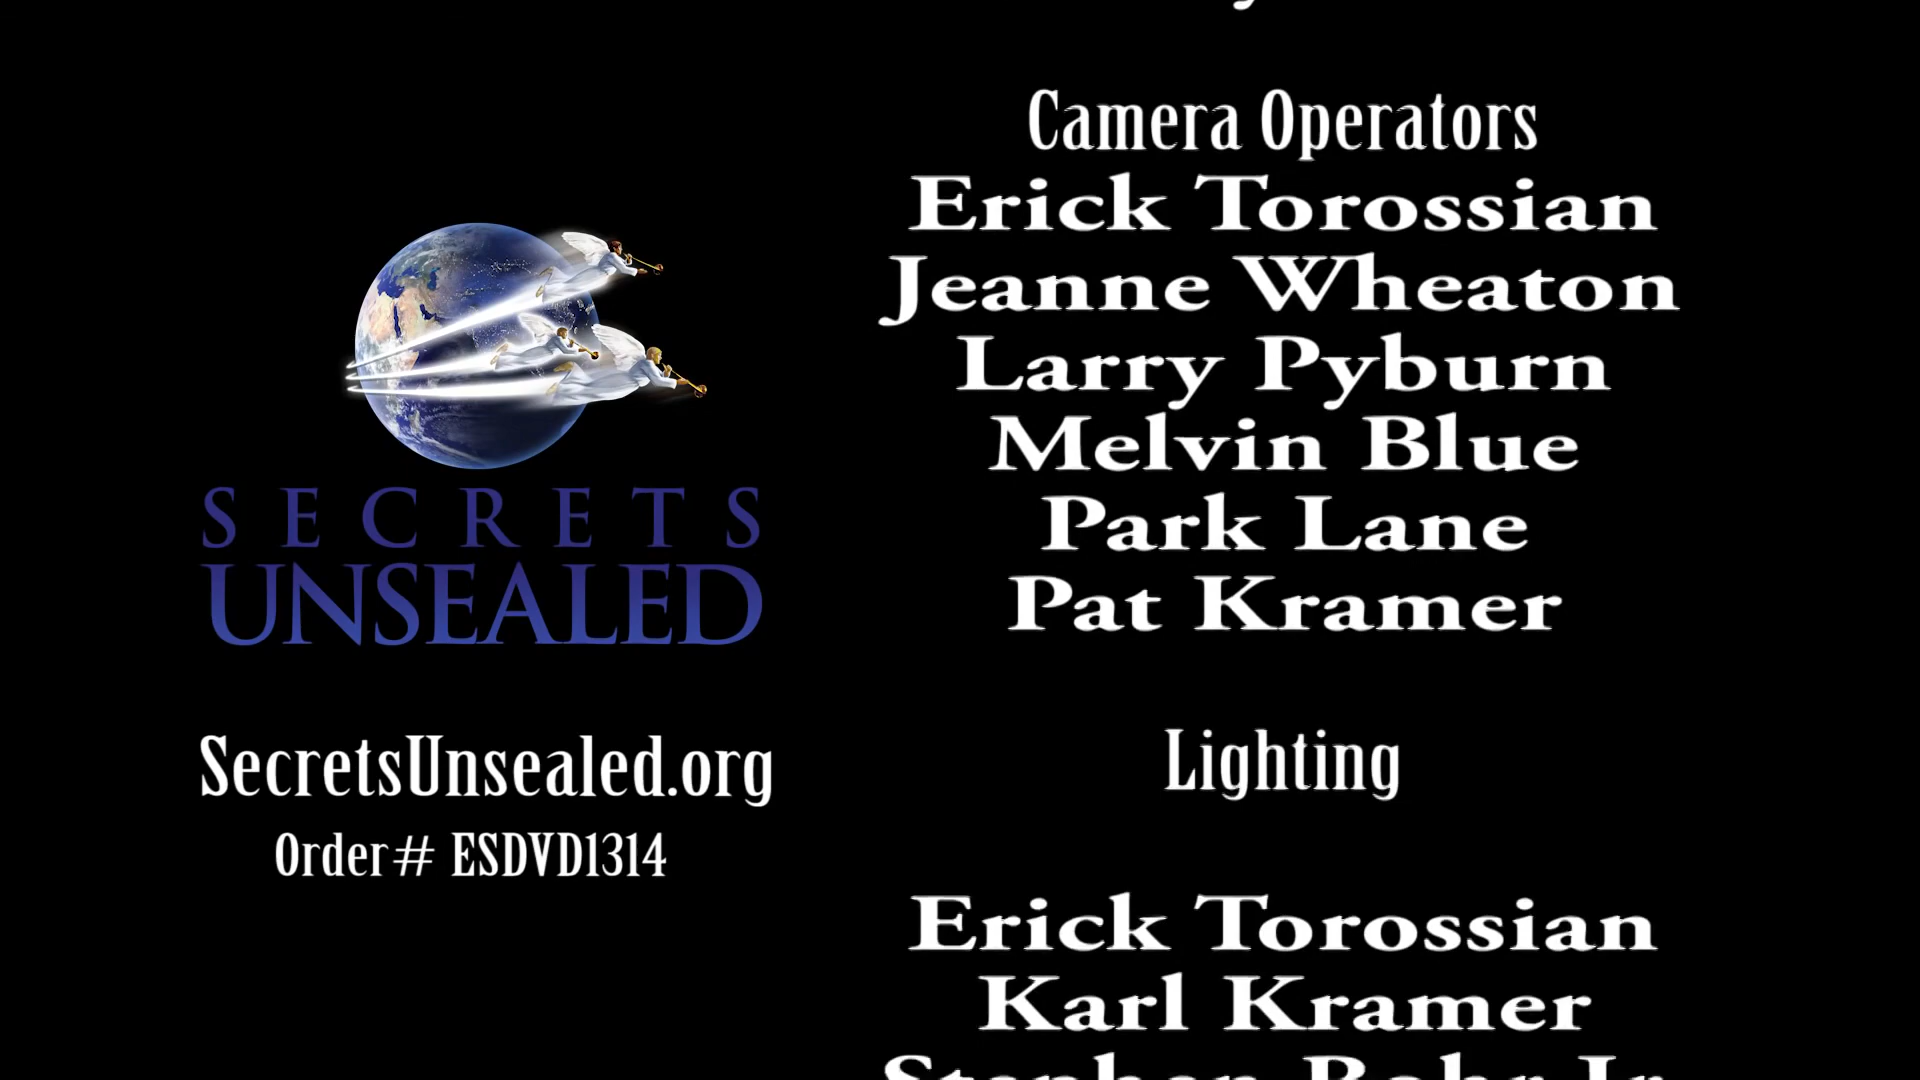 SECRETS
UNSEALED
SecretsUnsealed.org
Order# ESDVD1314
Camera Operators
Erick Torossian
Jeanne Wheaton
Larry Pyburn
Melvin Blue
Park Lane
Pat Kramer
Lighting
Erick Torossian
Karl Kramer